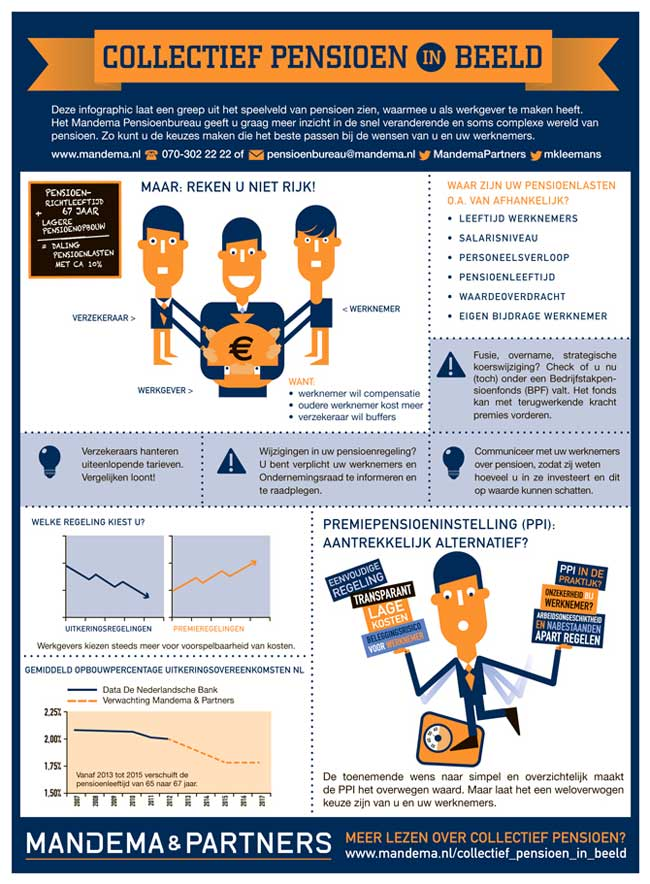 COLLECTIEF PENSIOEN IN BEELD
Deze infographic laat een greep uit het speelveld van pensioen zien, waarmee u als werkgever te maken heeft.
Het Mandema Pensioenbureau geeft u graag meer inzicht in de snel veranderende en soms complexe wereld van
pensioen. Zo kunt u de keuzes maken die het beste passen bij de wensen van u en uw werknemers.
www.mandema.nl 070-302 22 22 of pensioenbureau@mandema.nl MandemaPartners mkleemans
PENSIOEN-
RICHTLEEFTIJD
67 JAAR
+
LAGERE
PENSIOENOPBOUW
= DALING
PENSIOENLASTEN
MET CA 10%
MAAR: REKEN U NIET RIJK!
VERZEKERAAR >
< WERKNEMER
WERKGEVER >
€
WANT:
• werknemer wil compensatie
• oudere werknemer kost meer
• verzekeraar wil buffers
WAAR ZIJN UW PENSIOENLASTEN
O.A. VAN AFHANKELIJK?
• LEEFTIJD WERKNEMERS
• SALARISNIVEAU
• PERSONEELSVERLOOP
• PENSIOENLEEFTIJD
• WAARDEOVERDRACHT
• EIGEN BIJDRAGE WERKNEMER
!
Fusie, overname, strategische
koerswijziging? Check of u nu
(toch) onder een Bedrijfstakpen-
sioenfonds (BPF) valt. Het fonds
kan met terugwerkende kracht
premies vorderen.
Verzekeraars hanteren
uiteenlopende tarieven.
Vergelijken loont!
!
Wijzigingen in uw pensioenregeling?
U bent verplicht uw werknemers en
Ondernemingsraad te informeren en
te raadplegen.
Communiceer met uw werknemers
over pensioen, zodat zij weten
hoeveel u in ze investeert en dit
op waarde kunnen schatten.
WELKE REGELING KIEST U?
UITKERINGSREGELINGEN
PREMIEREGELINGEN
Werkgevers kiezen steeds meer voor voorspelbaarheid van kosten.
GEMIDDELD OPBOUWPERCENTAGE UITKERINGSOVEREENKOMSTEN NL
Data De Nederlandsche Bank
Verwachting Mandema & Partners
2,25%
2,00%
1,75%
1,50%
Vanaf 2013 tot 2015 verschuift de
pensioenleeftijd van 65 naar 67 jaar.
2007 2008 2009 2010 2011 2012 2012 2013 2014 2015 2016 2017
PREMIEPENSIOENINSTELLING (PPI):
AANTREKKELIJK ALTERNATIEF?
EENVOUDIGE
REGELING
TRANSPARANT
LAGE
KOSTEN
BELEGGINGSRISICO
VOOR WERKNEMER
PPI IN DE
PRAKTIJK?
ONZEKERHEID BIJ
WERKNEMER?
ARBEIDSONGESCHIKTHEID
EN NABESTAANDEN
APART REGELEN
De toenemende wens naar simpel en overzichtelijk maakt
de PPI het overwegen waard. Maar laat het een weloverwogen
keuze zijn van u en uw werknemers.
MANDEMA & PARTNERS
MEER LEZEN OVER COLLECTIEF PENSIOEN?
www.mandema.nl/collectief_pensioen_in_beeld